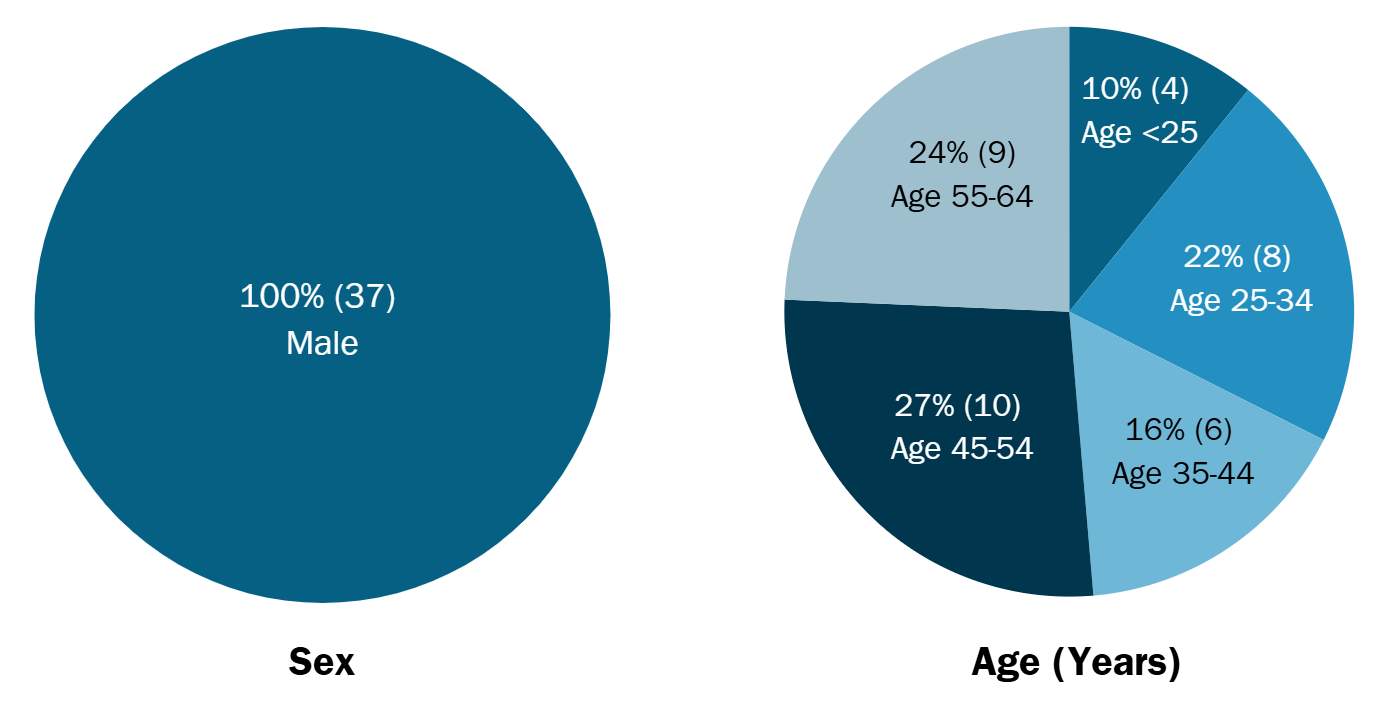 100% (37)
Male
Sex
10% (4)
Age <25
22% (8)
Age 25-34
16% (6)
Age 35-44
27% (10)
Age 45-54
24% (9)
Age 55-64
Age (Years)